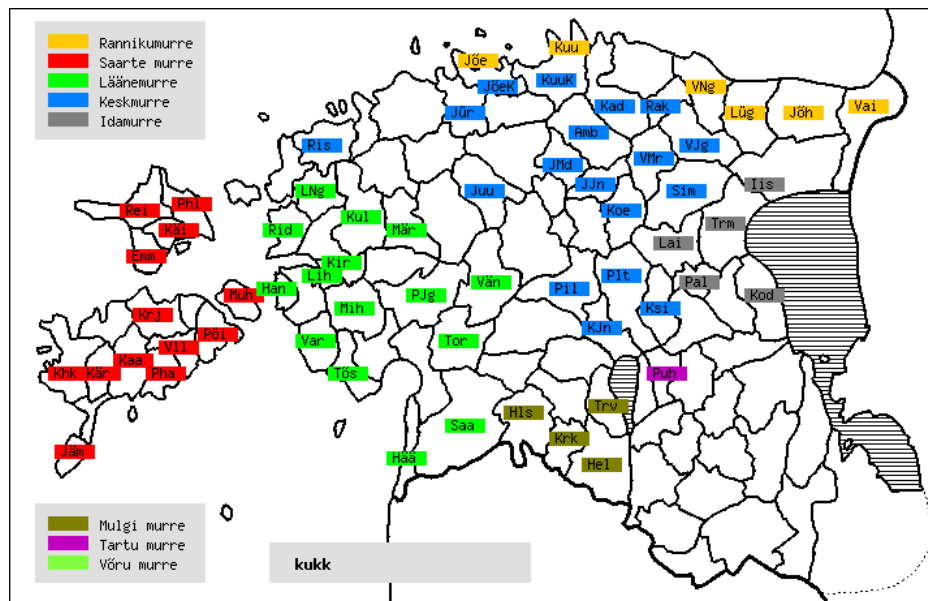 Rannikumurre
Saarte murre
Läänemurre
Keskmurre
Idamurre
Kuu
Jõe
JõeK
KuuK
VNg
Jür
Kad
Rak
Lüg
Jõh
Vai
Ris
Amb
VJg
JMd
VMr
LNg
Juu
JJn
Sim
Iis
Rei
Phl
Kul
Koe
Käi
Rid
Mär
Trm
Emm
Lai
Kir
Lih
Muh
Han
PJg
Vän
Pil
Plt
Pal
Kod
Krj
Mih
Ksi
Pöi
Var
Tor
KJn
Vll
Khk
Kär
Kaa
Pha
Tõs
Puh
Hls
Trv
Saa
Krk
Jäm
Hää
Hel
Mulgi murre
Tartu murre
Võru murre
kukk